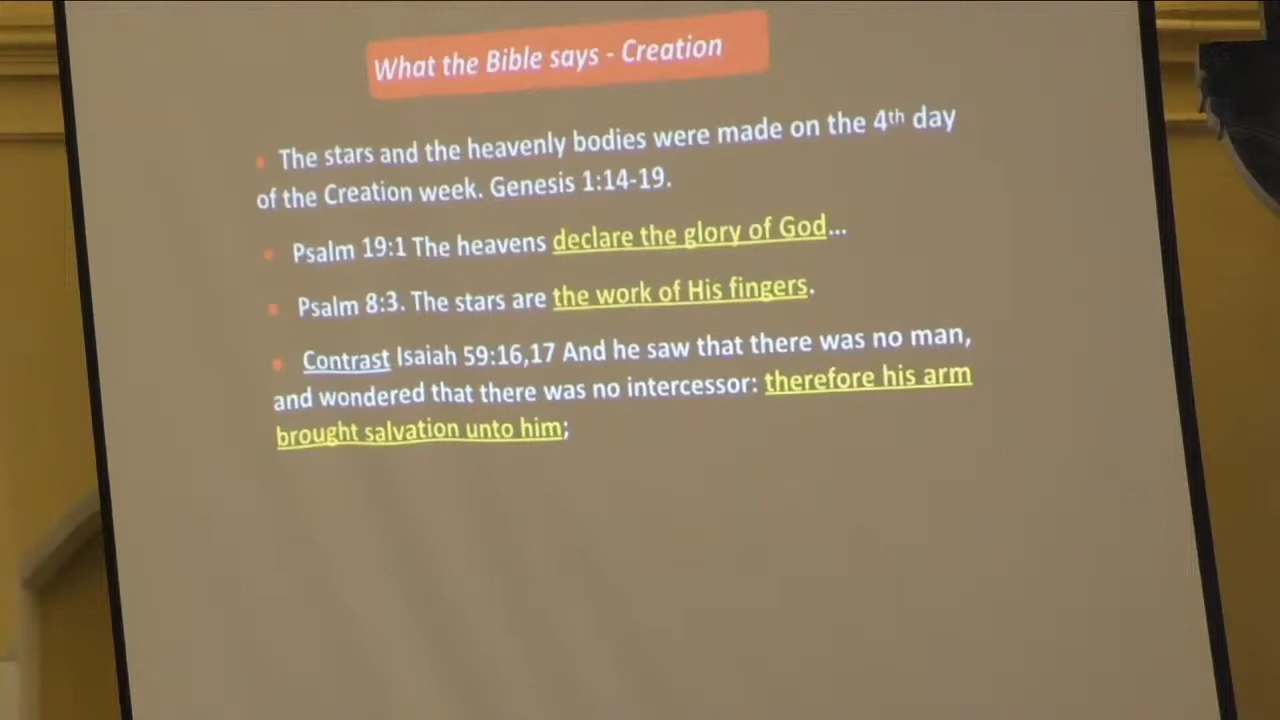 What the Bible says - Creation
• The stars and the heavenly bodies were made on the 4th day
of the Creation week. Genesis 1:14-19.
• Psalm 19:1 The heavens declare the glory of God...
• Psalm 8:3. The stars are the work of His fingers.
• Contrast Isaiah 59:16,17 And he saw that there was no man,
and wondered that there was no intercessor: therefore his arm
brought salvation unto him;